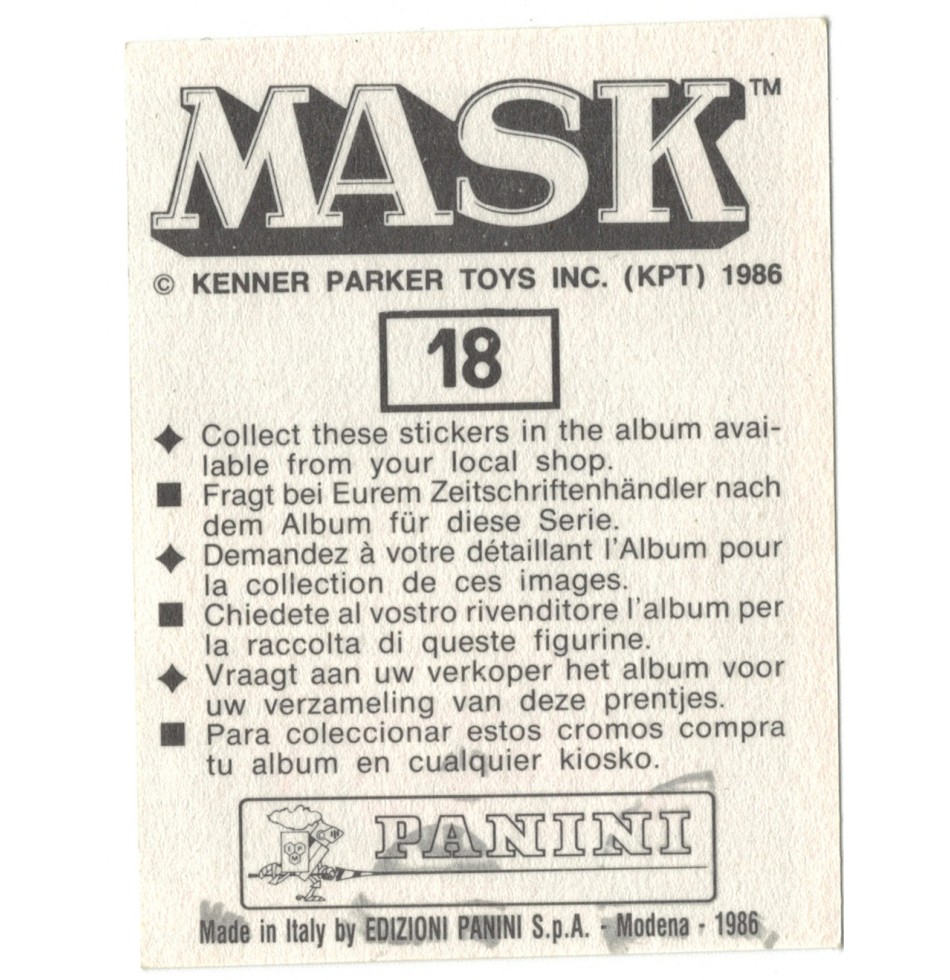 MASK™
© KENNER PARKER TOYS INC. (KPT) 1986
18
Collect these stickers in the album avai-
lable from your local shop.
Fragt bei Eurem Zeitschriftenhändler nach
dem Album für diese Serie.
Demandez à votre détaillant l'Album pour
la collection de ces images.
Chiedete al vostro rivenditore l'album per
la raccolta di queste figurine.
Vraagt aan uw verkoper het album voor
uw verzameling van deze prentjes.
Para coleccionar estos cromos compra
tu album en cualquier kiosko.
PANINI
Made in Italy by EDIZIONI PANINI S.p.A. - Modena - 1986